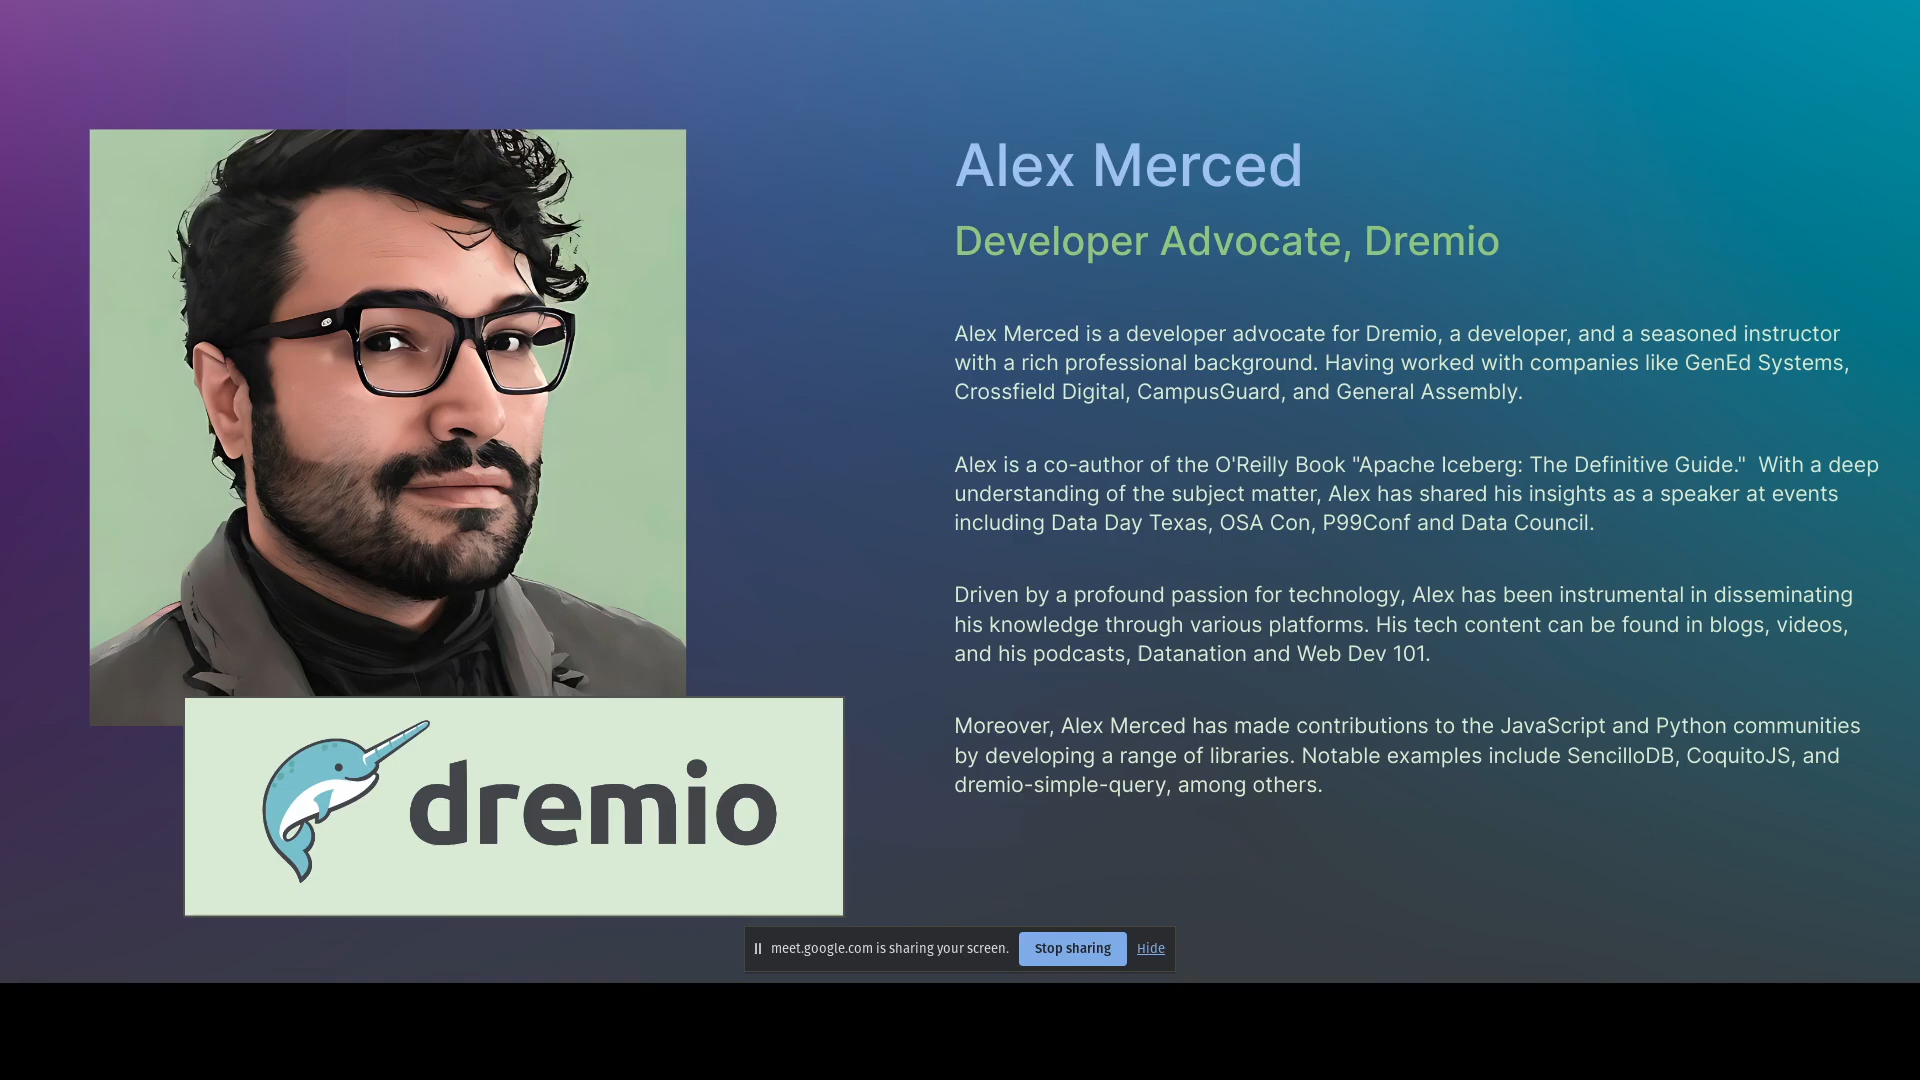 Alex Merced
Developer Advocate, Dremio
Alex Merced is a developer advocate for Dremio, a developer, and a seasoned instructor
with a rich professional background. Having worked with companies like GenEd Systems,
Crossfield Digital, CampusGuard, and General Assembly.
Alex is a co-author of the O'Reilly Book "Apache Iceberg: The Definitive Guide."  With a deep
understanding of the subject matter, Alex has shared his insights as a speaker at events
including Data Day Texas, OSA Con, P99Conf and Data Council.
Driven by a profound passion for technology, Alex has been instrumental in disseminating
his knowledge through various platforms. His tech content can be found in blogs, videos,
and his podcasts, Datanation and Web Dev 101.
Moreover, Alex Merced has made contributions to the JavaScript and Python communities
by developing a range of libraries. Notable examples include SencilloDB, CoquitoJS, and
dremio-simple-query, among others.
dremio
meet.google.com is sharing your screen. Stop sharing Hide